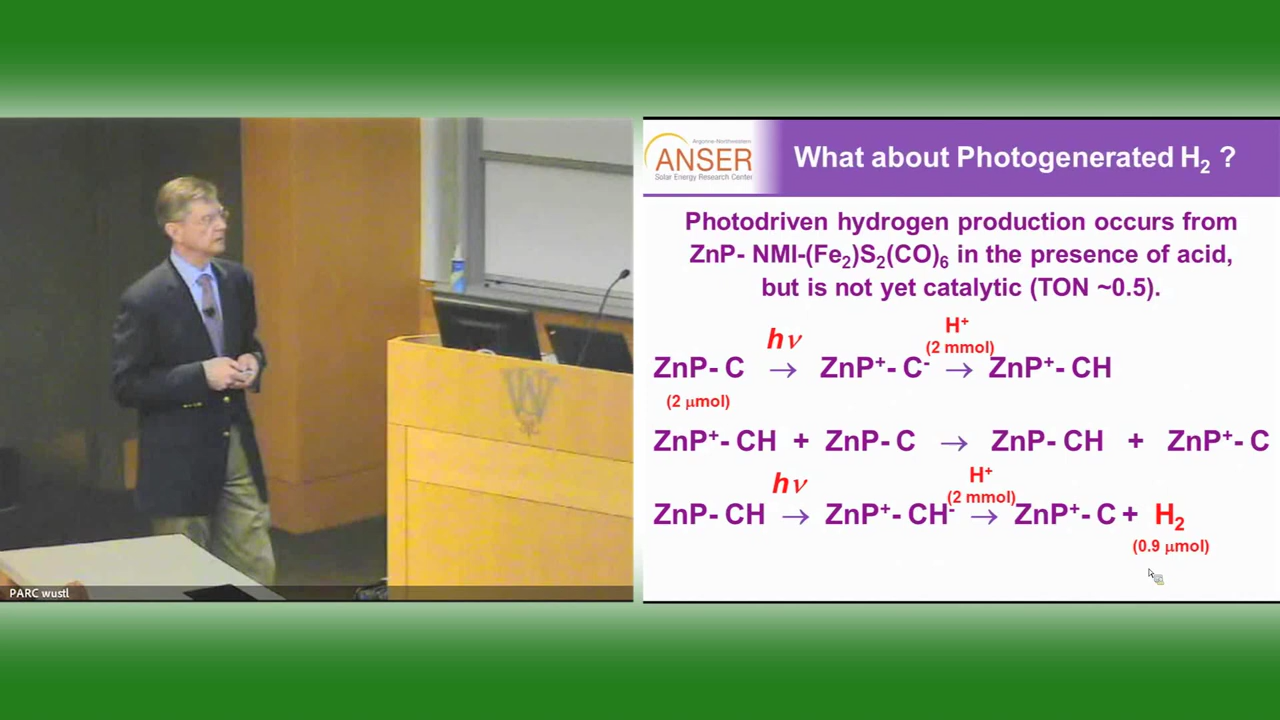 Argonne-Northwestern
ANSER
Solar Energy Research Center
What about Photogenerated H₂ ?
Photodriven hydrogen production occurs from
ZnP- NMI-(Fe₂)S₂(CO)₆ in the presence of acid,
but is not yet catalytic (TON ~0.5).
hν H⁺
(2 mmol)
ZnP- C → ZnP⁺- C⁻ → ZnP⁺- CH
(2 μmol)
ZnP⁺- CH + ZnP- C → ZnP- CH + ZnP⁺- C
hν H⁺
(2 mmol)
ZnP- CH → ZnP⁺- CH⁻ → ZnP⁺- C + H₂
(0.9 μmol)
PARC wustl